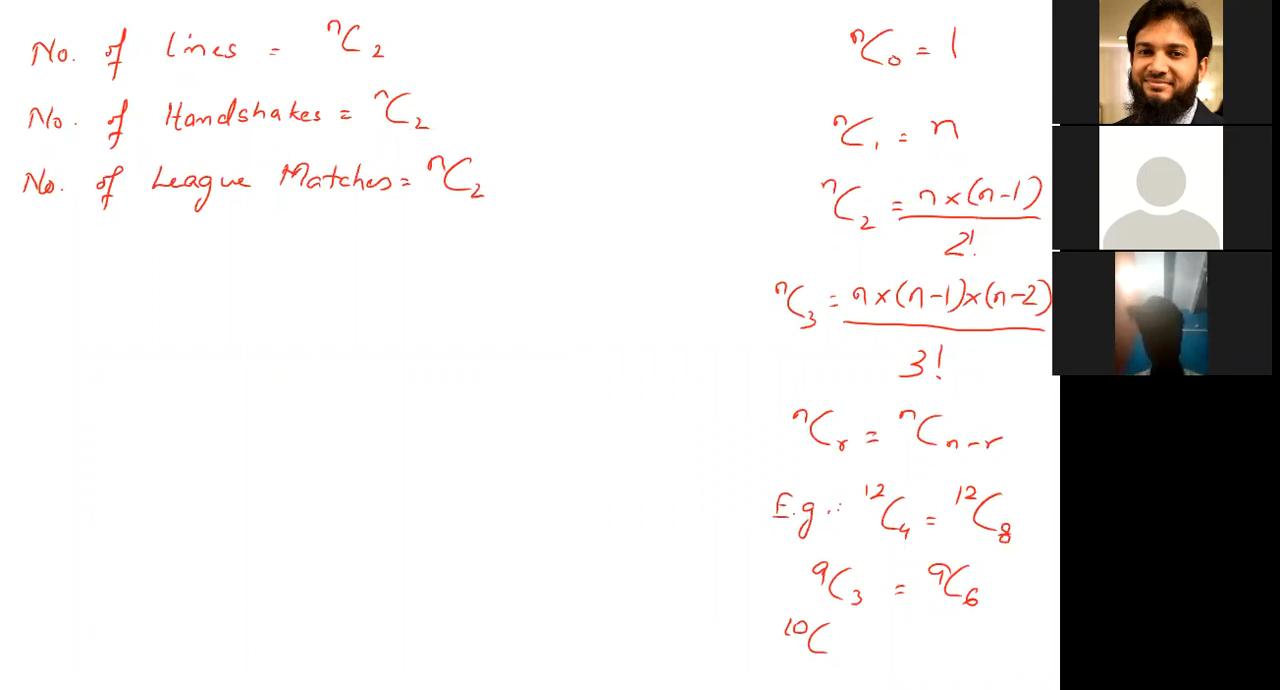 No. of Lines = ⁿC₂
No. of Handshakes = ⁿC₂
No. of League Matches = ⁿC₂
ⁿC₀ = 1
ⁿC₁ = n
ⁿC₂ = n×(n-1)
2!
ⁿC₃ = n×(n-1)×(n-2)
3!
ⁿCᵣ = ⁿCₙ₋ᵣ
E.g.: ¹²C₄ = ¹²C₈
⁹C₃ = ⁹C₆
¹⁰C